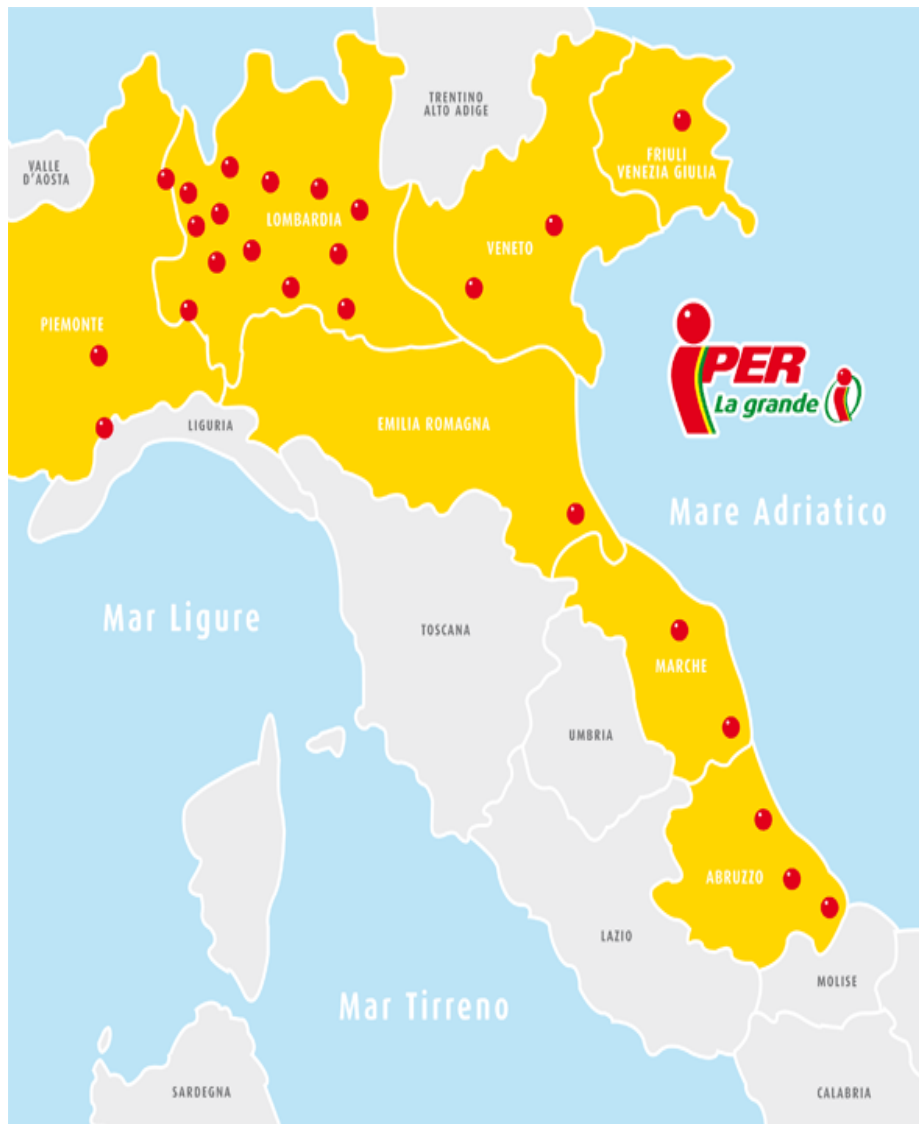 TRENTINO
ALTO ADIGE
VALLE
D'AOSTA
FRIULI
VENEZIA GIULIA
LOMBARDIA
VENETO
PIEMONTE
iPER
La grande i
LIGURIA
EMILIA ROMAGNA
Mare Adriatico
Mar Ligure
TOSCANA
MARCHE
UMBRIA
ABRUZZO
LAZIO
MOLISE
Mar Tirreno
SARDEGNA
CALABRIA